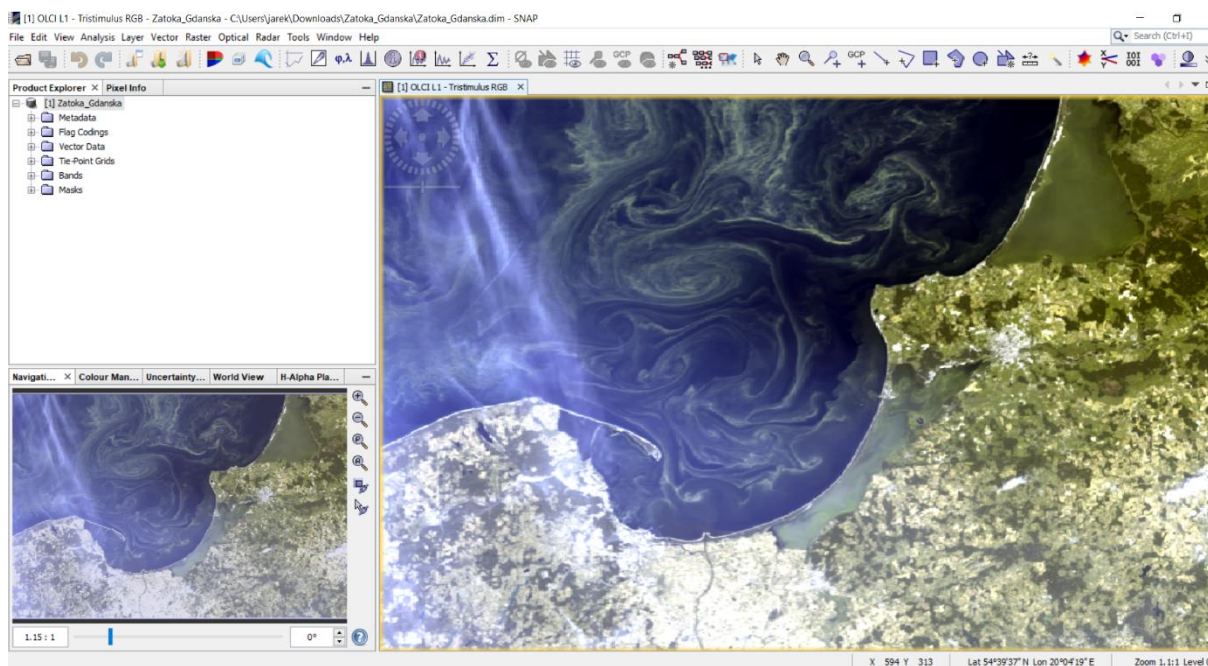 [1] OLCI L1 - Tristimulus RGB - Zatoka_Gdanska - C:\Users\jarek\Downloads\Zatoka_Gdanska\Zatoka_Gdanska.dim - SNAP
File Edit View Analysis Layer Vector Raster Optical Radar Tools Window Help
Search (Ctrl+I)
φ,λ Σ GCP GCP
Product Explorer × Pixel Info
[1] OLCI L1 - Tristimulus RGB ×
[1] Zatoka_Gdanska
Metadata
Flag Codings
Vector Data
Tie-Point Grids
Bands
Masks
Navigati... × Colour Man... Uncertainty... World View H-Alpha Pla...
1.15 : 1 0°
X 594 Y 313 Lat 54°39'37" N Lon 20°04'19" E Zoom 1.1:1 Level